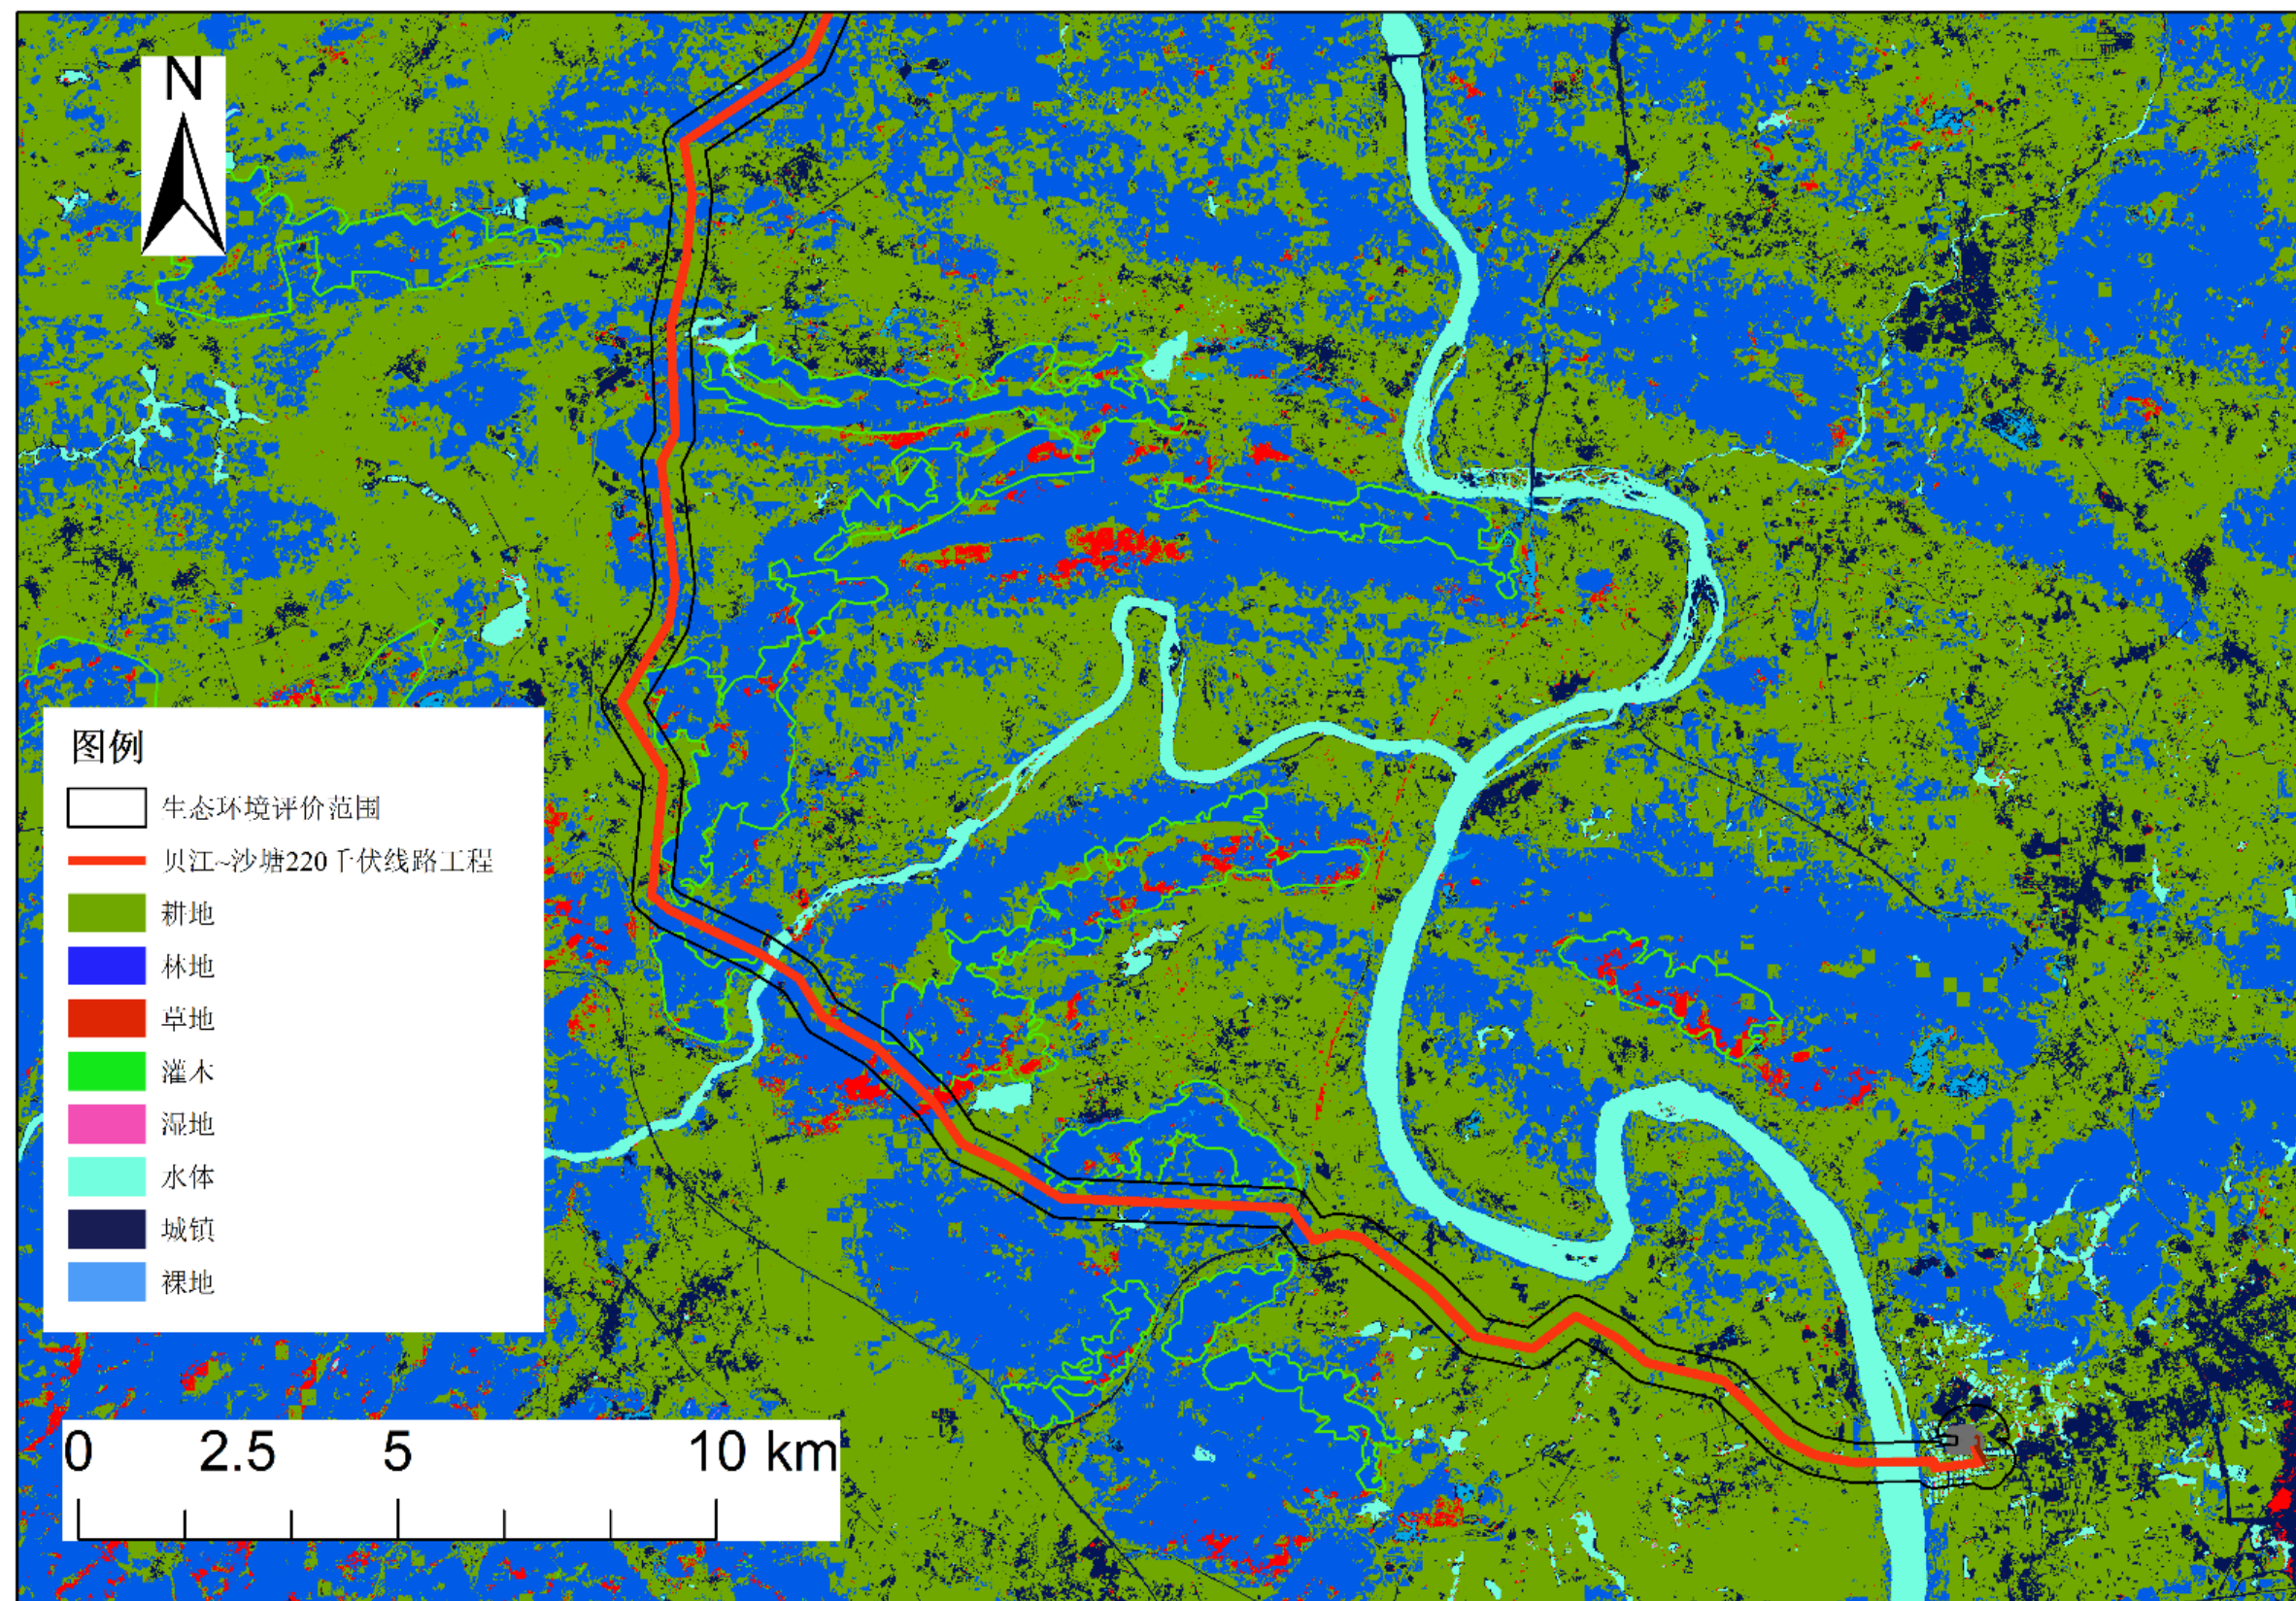 N
图例
生态环境评价范围
贝江~沙塘220千伏线路工程
耕地
林地
草地
灌木
湿地
水体
城镇
裸地
0 2.5 5 10 km